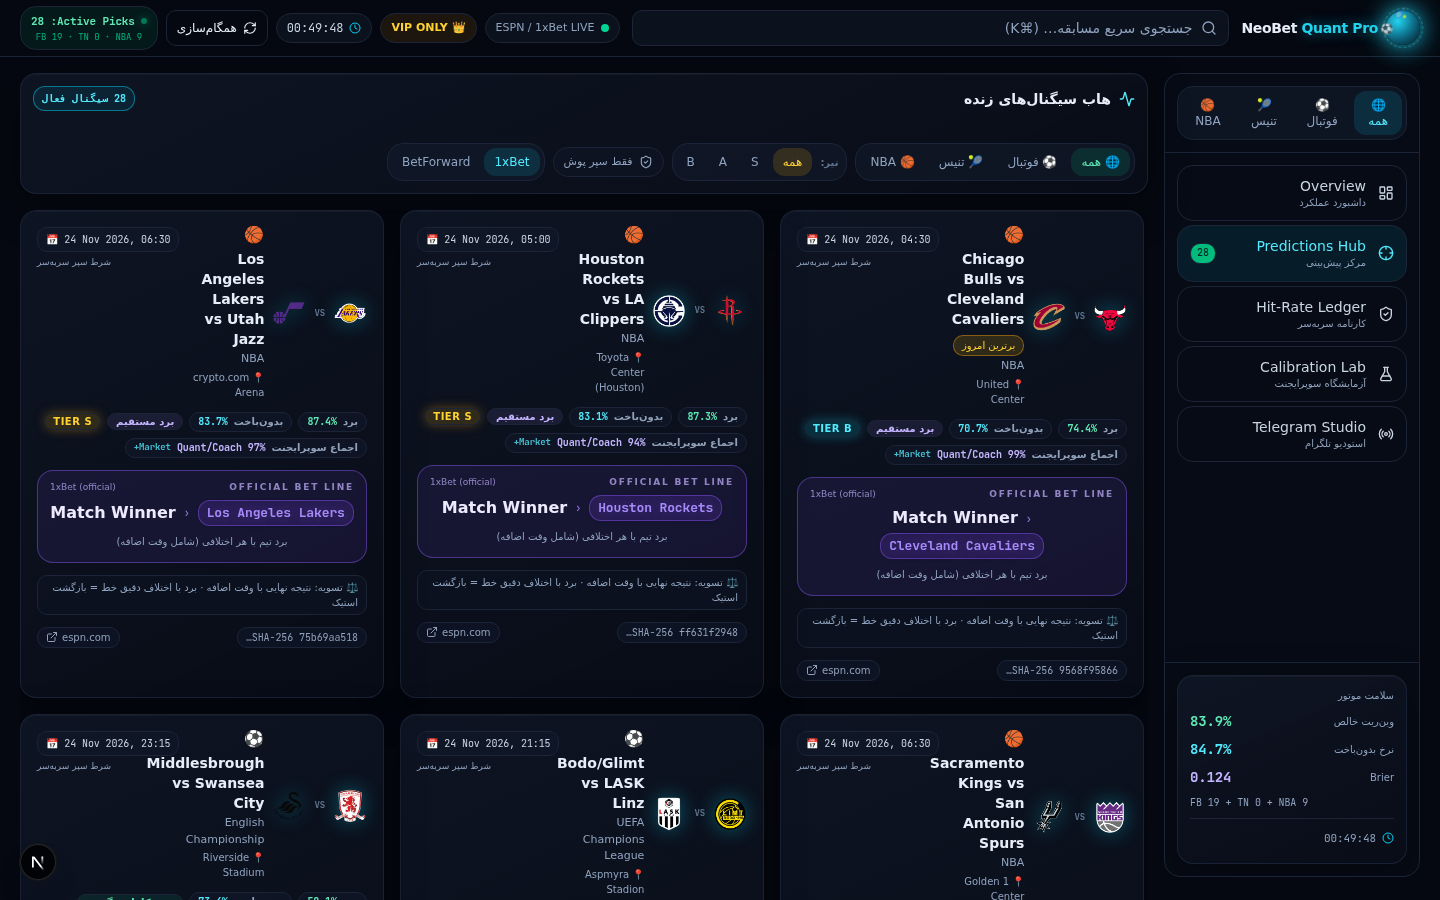 NeoBet Quant Pro
جستجوی سریع مسابقه... (⌘K)
ESPN / 1xBet LIVE
VIP ONLY 👑
00:49:48
همگام‌سازی
28 :Active Picks
FB 19 · TN 0 · NBA 9
🌐 همه
⚽ فوتبال
🎾 تنیس
🏀 NBA
Overview
داشبورد عملکرد
Predictions Hub
مرکز پیش‌بینی
28
Hit-Rate Ledger
کارنامه سربه‌سر
Calibration Lab
آزمایشگاه سوپرایجنت
Telegram Studio
استودیو تلگرام
سلامت موتور
وین‌ریت خالص 83.9%
نرخ بدون‌باخت 84.7%
Brier 0.124
FB 19 + TN 0 + NBA 9
00:49:48
هاب سیگنال‌های زنده
28 سیگنال فعال
🌐 همه ⚽ فوتبال 🎾 تنیس 🏀 NBA
همه S A B
فقط سپر پوش
1xBet BetForward
📅 24 Nov 2026, 04:30
شرط سپر سربه‌سر
🏀
Chicago
Bulls vs
Cleveland
Cavaliers
VS
برترین امروز
NBA
United 📍
Center
برد 74.4% بدون‌باخت 70.7% برد مستقیم TIER B
اجماع سوپرایجنت Quant/Coach 99% +Market
OFFICIAL BET LINE
1xBet (official)
Match Winner ›
Cleveland Cavaliers
برد تیم با هر اختلافی (شامل وقت اضافه)
⚖️ تسویه: نتیجه نهایی با وقت اضافه · برد با اختلاف دقیق خط = بازگشت
استیک
espn.com
…SHA-256 9568f95866
📅 24 Nov 2026, 05:00
شرط سپر سربه‌سر
🏀
Houston
Rockets
vs LA
Clippers
VS
NBA
Toyota 📍
Center
(Houston)
برد 87.3% بدون‌باخت 83.1% برد مستقیم TIER S
اجماع سوپرایجنت Quant/Coach 94% +Market
OFFICIAL BET LINE
1xBet (official)
Match Winner › Houston Rockets
برد تیم با هر اختلافی (شامل وقت اضافه)
⚖️ تسویه: نتیجه نهایی با وقت اضافه · برد با اختلاف دقیق خط = بازگشت
استیک
espn.com
…SHA-256 ff631f2948
📅 24 Nov 2026, 06:30
شرط سپر سربه‌سر
🏀
Los
Angeles
Lakers
vs Utah
Jazz
VS
NBA
crypto.com 📍
Arena
برد 87.4% بدون‌باخت 83.7% برد مستقیم TIER S
اجماع سوپرایجنت Quant/Coach 97% +Market
OFFICIAL BET LINE
1xBet (official)
Match Winner › Los Angeles Lakers
برد تیم با هر اختلافی (شامل وقت اضافه)
⚖️ تسویه: نتیجه نهایی با وقت اضافه · برد با اختلاف دقیق خط = بازگشت
استیک
espn.com
…SHA-256 75b69aa518
📅 24 Nov 2026, 06:30
شرط سپر سربه‌سر
🏀
Sacramento
Kings vs
San
Antonio
Spurs
VS
NBA
Golden 1 📍
Center
📅 24 Nov 2026, 21:15
شرط سپر سربه‌سر
⚽
Bodo/Glimt
vs LASK
Linz
VS
UEFA
Champions
League
Aspmyra 📍
Stadion
📅 24 Nov 2026, 23:15
شرط سپر سربه‌سر
⚽
Middlesbrough
vs Swansea
City
VS
English
Championship
Riverside 📍
Stadium